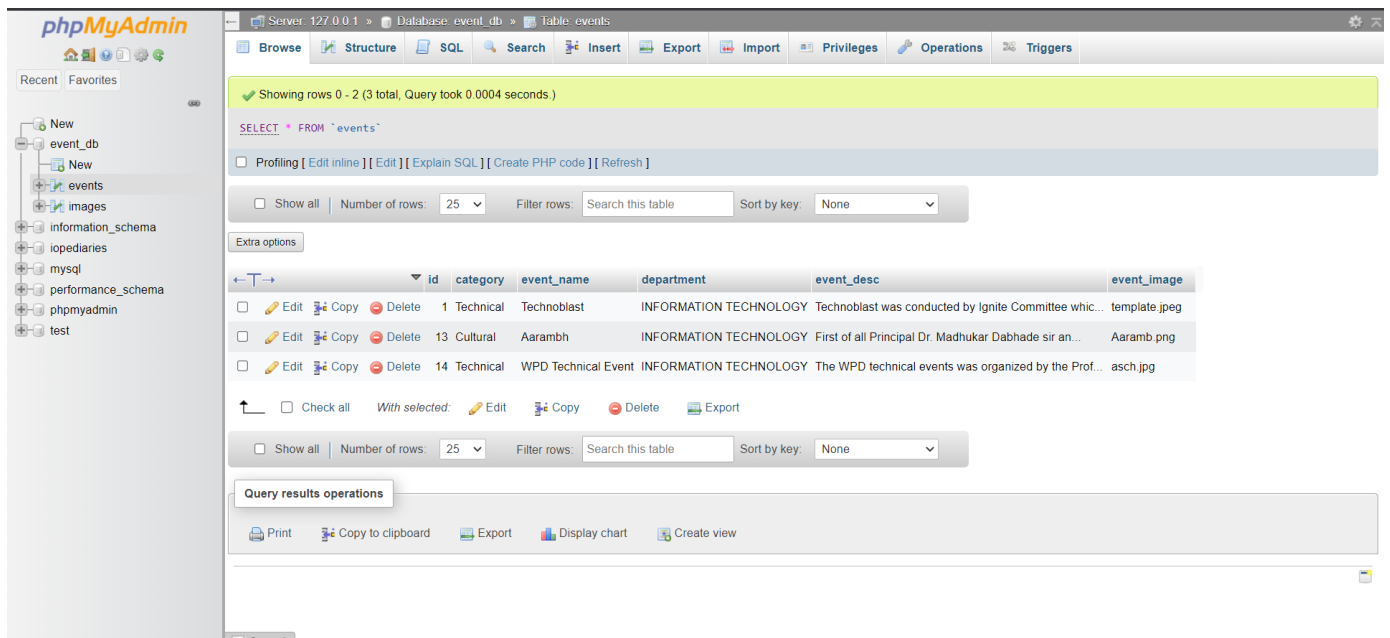 phpMyAdmin
Recent Favorites
New
event_db
New
events
images
information_schema
iopediaries
mysql
performance_schema
phpmyadmin
test
Server: 127.0.0.1 » Database: event_db » Table: events
Browse Structure SQL Search Insert Export Import Privileges Operations Triggers
Showing rows 0 - 2 (3 total, Query took 0.0004 seconds.)
SELECT * FROM `events`
Profiling [ Edit inline ] [ Edit ] [ Explain SQL ] [ Create PHP code ] [ Refresh ]
Show all | Number of rows: 25 Filter rows: Search this table Sort by key: None
Extra options
←T→ id category event_name department event_desc event_image
Edit Copy Delete 1 Technical Technoblast INFORMATION TECHNOLOGY Technoblast was conducted by Ignite Committee whic... template.jpeg
Edit Copy Delete 13 Cultural Aarambh INFORMATION TECHNOLOGY First of all Principal Dr. Madhukar Dabhade sir an... Aaramb.png
Edit Copy Delete 14 Technical WPD Technical Event INFORMATION TECHNOLOGY The WPD technical events was organized by the Prof... asch.jpg
Check all With selected: Edit Copy Delete Export
Show all | Number of rows: 25 Filter rows: Search this table Sort by key: None
Query results operations
Print Copy to clipboard Export Display chart Create view